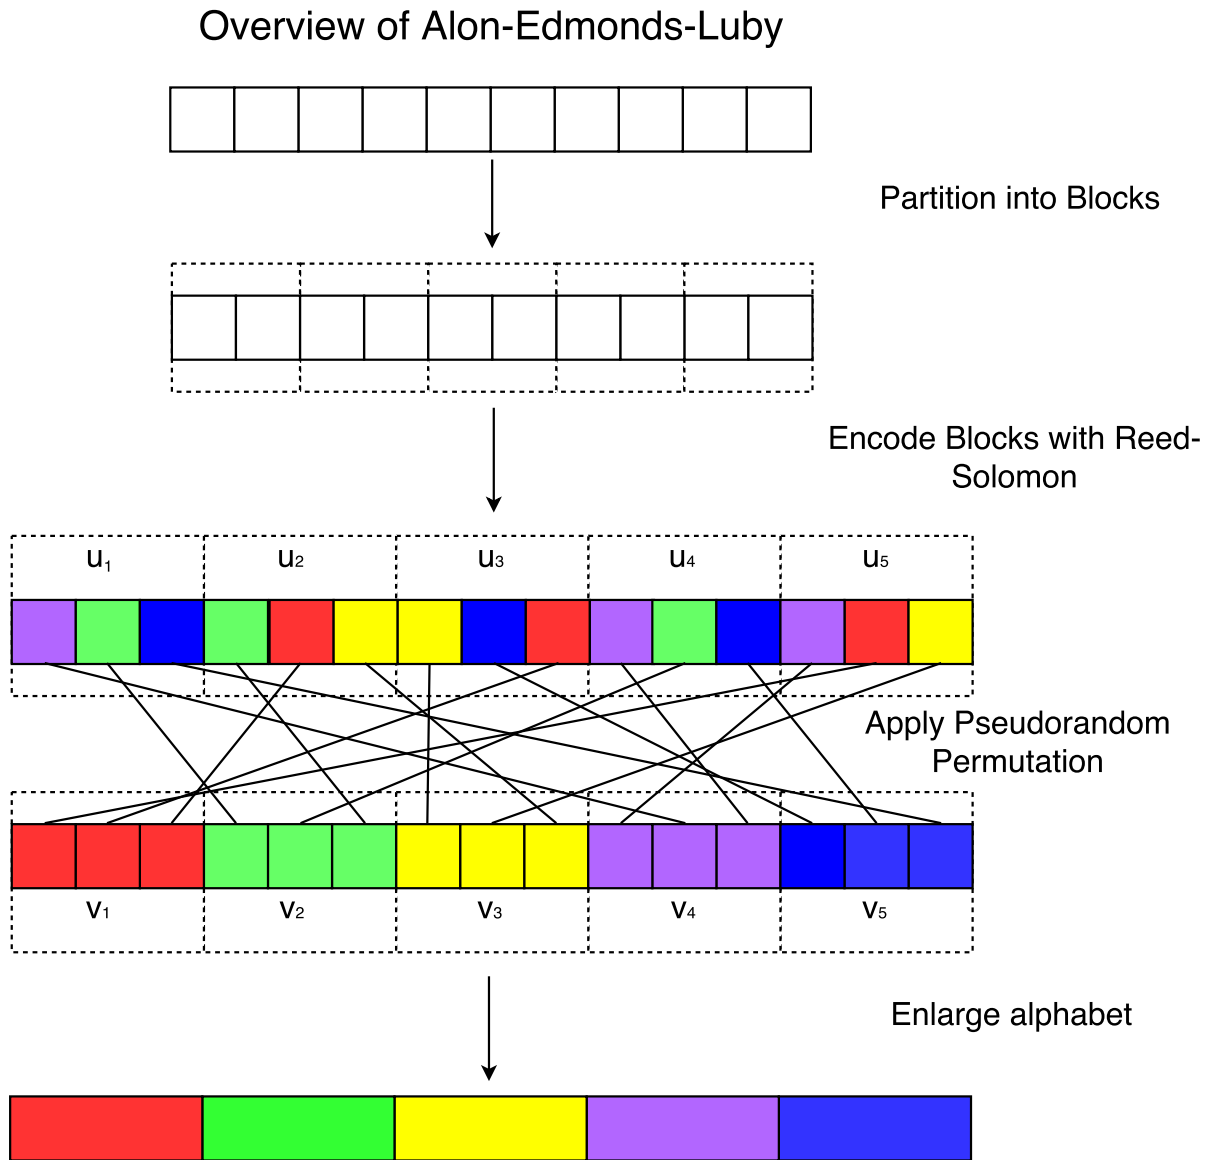 Overview of Alon-Edmonds-Luby
Partition into Blocks
Encode Blocks with Reed-
Solomon
u₁ u₂ u₃ u₄ u₅
Apply Pseudorandom
Permutation
v₁ v₂ v₃ v₄ v₅
Enlarge alphabet